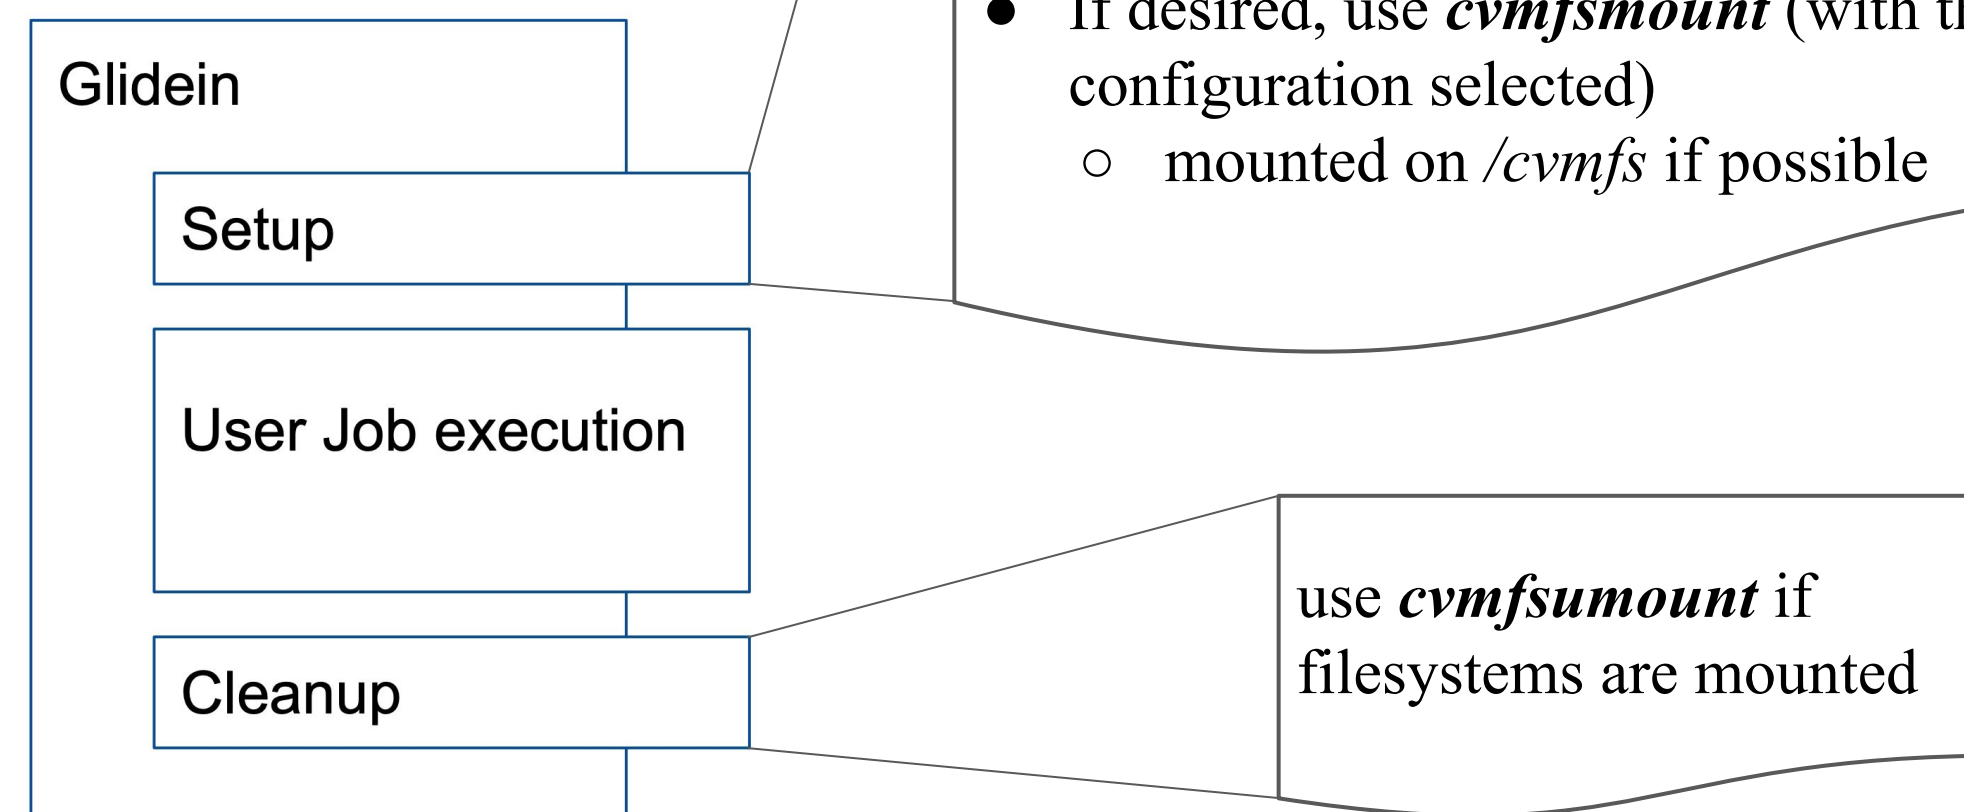 Glidein
Setup
User Job execution
Cleanup
● If desired, use cvmfsmount (with
configuration selected)
○ mounted on /cvmfs if possible
use cvmfsumount if
filesystems are mounted